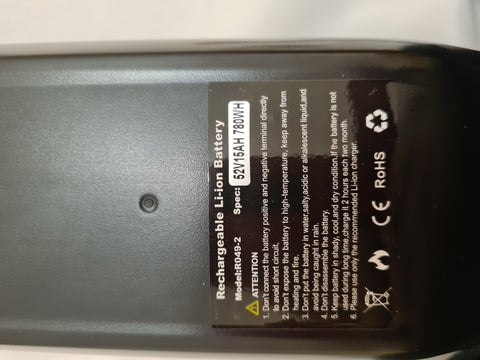 Rechargeable Li-ion Battery
Model:R049-2 Spec: 52V15AH 780WH
ATTENTION
1. Don't connect the battery positive and negative terminal directly
to avoid short circuit.
2. Don't expose the battery to high-temperature, keep away from
heating and fire.
3. Don't put the battery in water,salty,acidic or alkalescent liquid,and
avoid being caught in rain.
4. Don't disassemble the battery.
5. Keep battery in shady, cool,and dry condition.If the battery is not
used during long time,charge it 2 hours each two month.
6. Please use only the recommended Li-ion charger.
CE RoHS